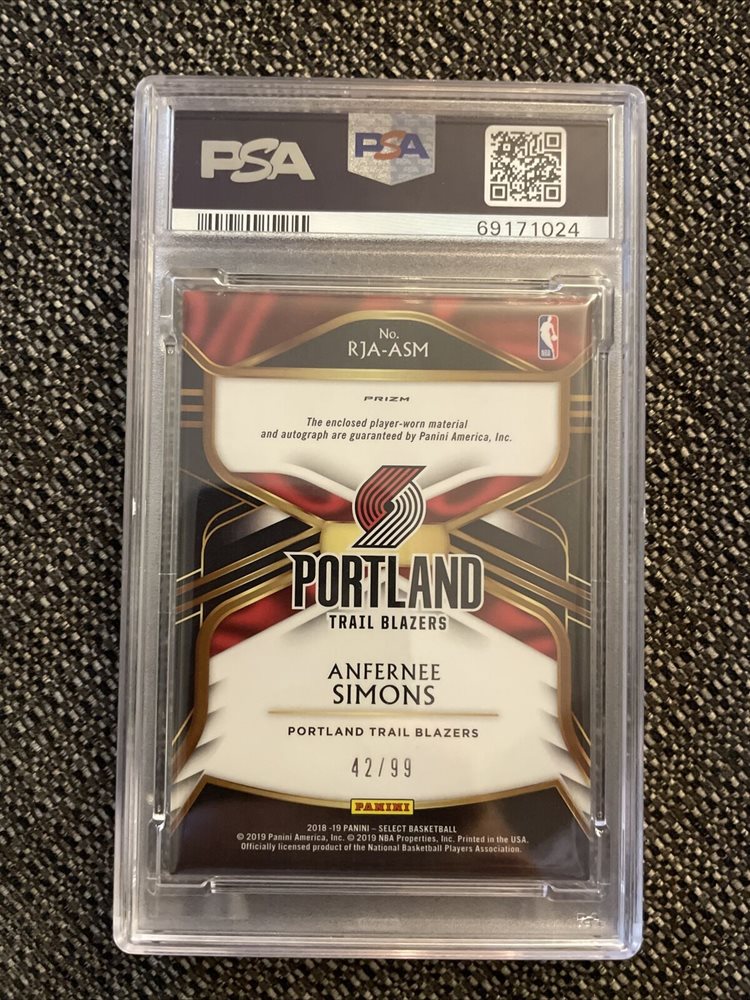 PSA
PSA
69171024
No.
RJA-ASM
NBA
PRIZM
The enclosed player-worn material
and autograph are guaranteed by Panini America, Inc.
PORTLAND
TRAIL BLAZERS
ANFERNEE
SIMONS
PORTLAND TRAIL BLAZERS
42/99
PANINI
2018 -19 PANINI – SELECT BASKETBALL
© 2019 Panini America, Inc. © 2019 NBA Properties, Inc. Printed in the USA.
Officially licensed product of the National Basketball Players Association.